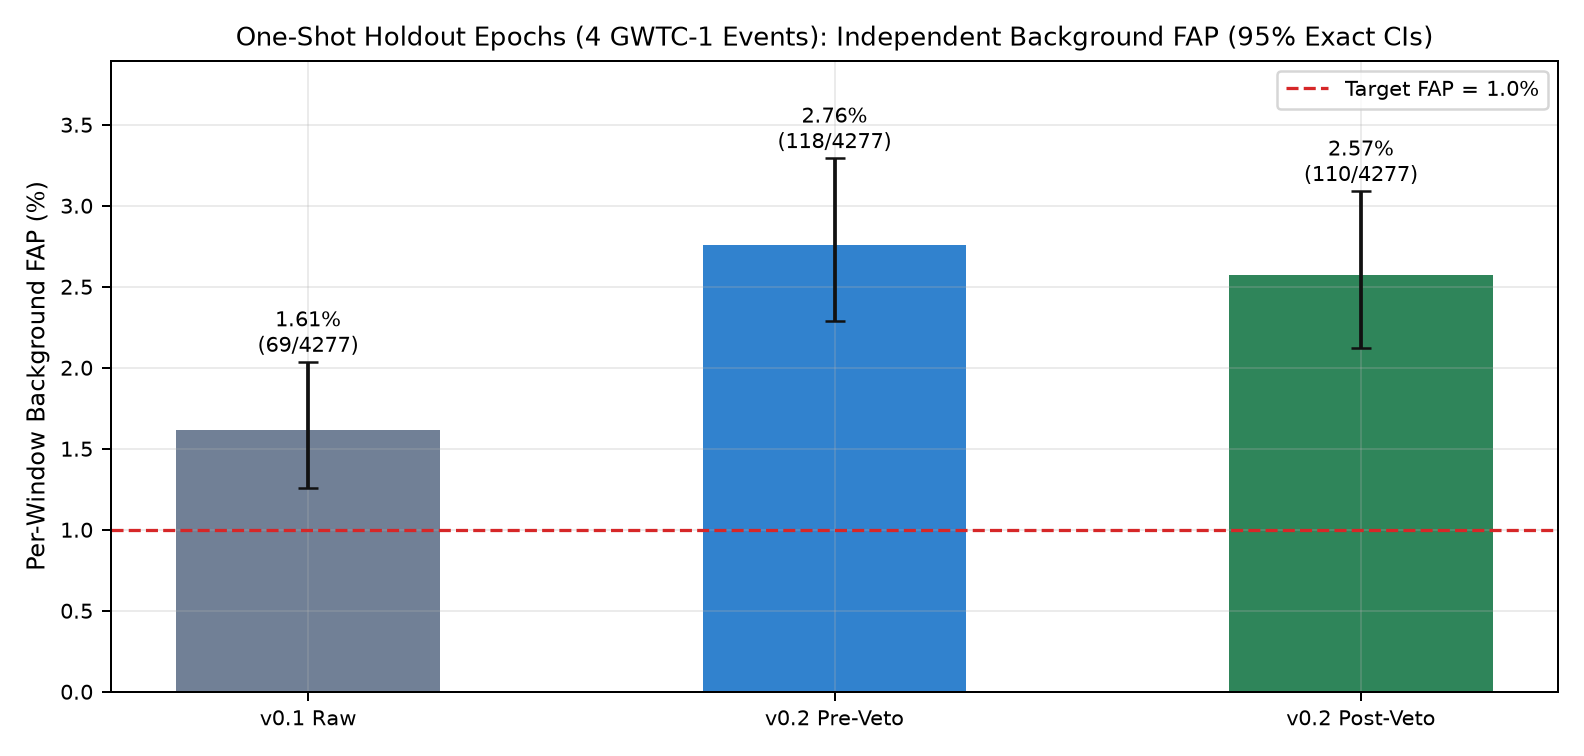 One-Shot Holdout Epochs (4 GWTC-1 Events): Independent Background FAP (95% Exact CIs)
Target FAP = 1.0%
Per-Window Background FAP (%)
3.5
3.0
2.5
2.0
1.5
1.0
0.5
0.0
1.61%
(69/4277)
2.76%
(118/4277)
2.57%
(110/4277)
v0.1 Raw
v0.2 Pre-Veto
v0.2 Post-Veto